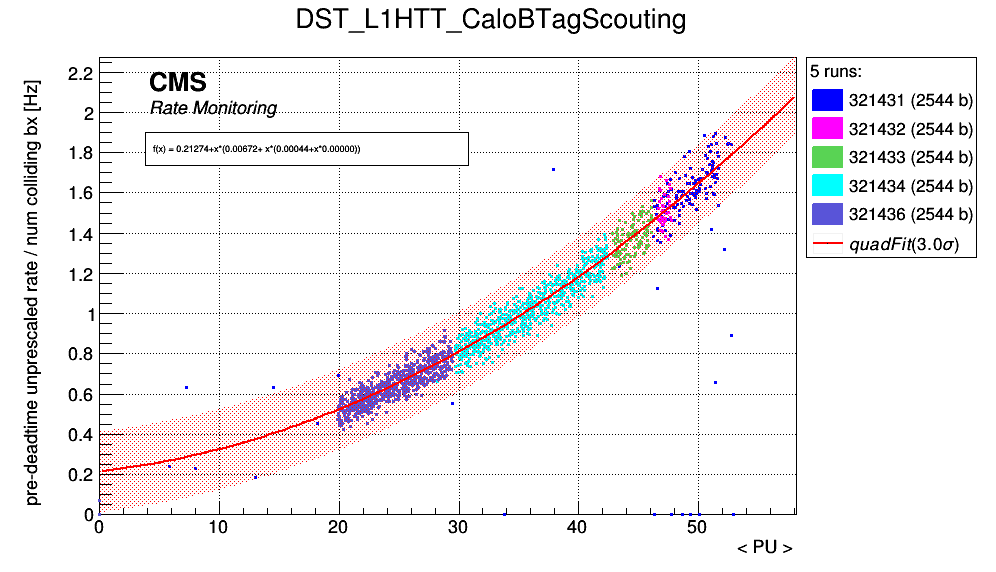 DST_L1HTT_CaloBTagScouting
pre-deadtime unprescaled rate / num colliding bx [Hz]
2.2
2
1.8
1.6
1.4
1.2
1
0.8
0.6
0.4
0.2
0
CMS
Rate Monitoring
f(x) = 0.21274+x*(0.00672+ x*(0.00044+x*0.00000))
0 10 20 30 40 50
< PU >
5 runs:
321431 (2544 b)
321432 (2544 b)
321433 (2544 b)
321434 (2544 b)
321436 (2544 b)
quadFit(3.0σ)